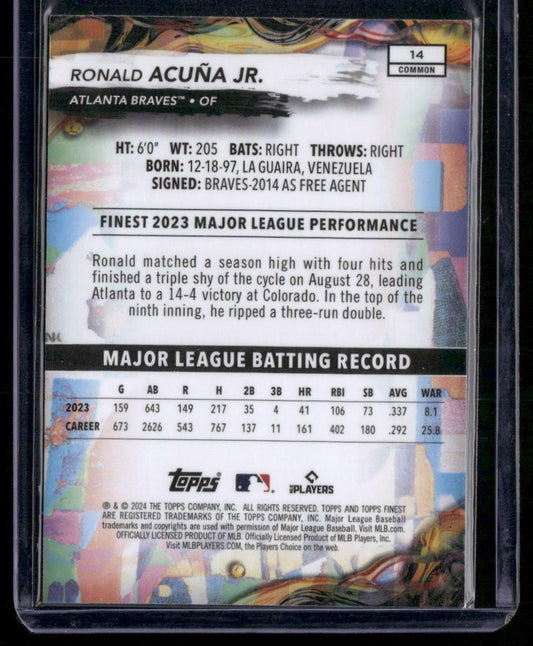 14
COMMON
RONALD ACUÑA JR.
ATLANTA BRAVES™ • OF
HT: 6'0" WT: 205 BATS: RIGHT THROWS: RIGHT
BORN: 12-18-97, LA GUAIRA, VENEZUELA
SIGNED: BRAVES-2014 AS FREE AGENT
FINEST 2023 MAJOR LEAGUE PERFORMANCE
Ronald matched a season high with four hits and
finished a triple shy of the cycle on August 28, leading
Atlanta to a 14–4 victory at Colorado. In the top of the
ninth inning, he ripped a three-run double.
MAJOR LEAGUE BATTING RECORD
G AB R H 2B 3B HR RBI SB AVG WAR
2023 159 643 149 217 35 4 41 106 73 .337 8.1
CAREER 673 2626 543 767 137 11 161 402 180 .292 25.8
Topps PLAYERS
® & © 2024 THE TOPPS COMPANY, INC. ALL RIGHTS RESERVED. TOPPS AND TOPPS FINEST
ARE REGISTERED TRADEMARKS OF THE TOPPS COMPANY, INC. Major League Baseball
trademarks and copyrights are used with permission of Major League Baseball. Visit MLB.com.
OFFICIALLY LICENSED PRODUCT OF MLB. Officially Licensed Product of MLB Players, Inc.
Visit MLBPLAYERS.COM, the Players Choice on the web.